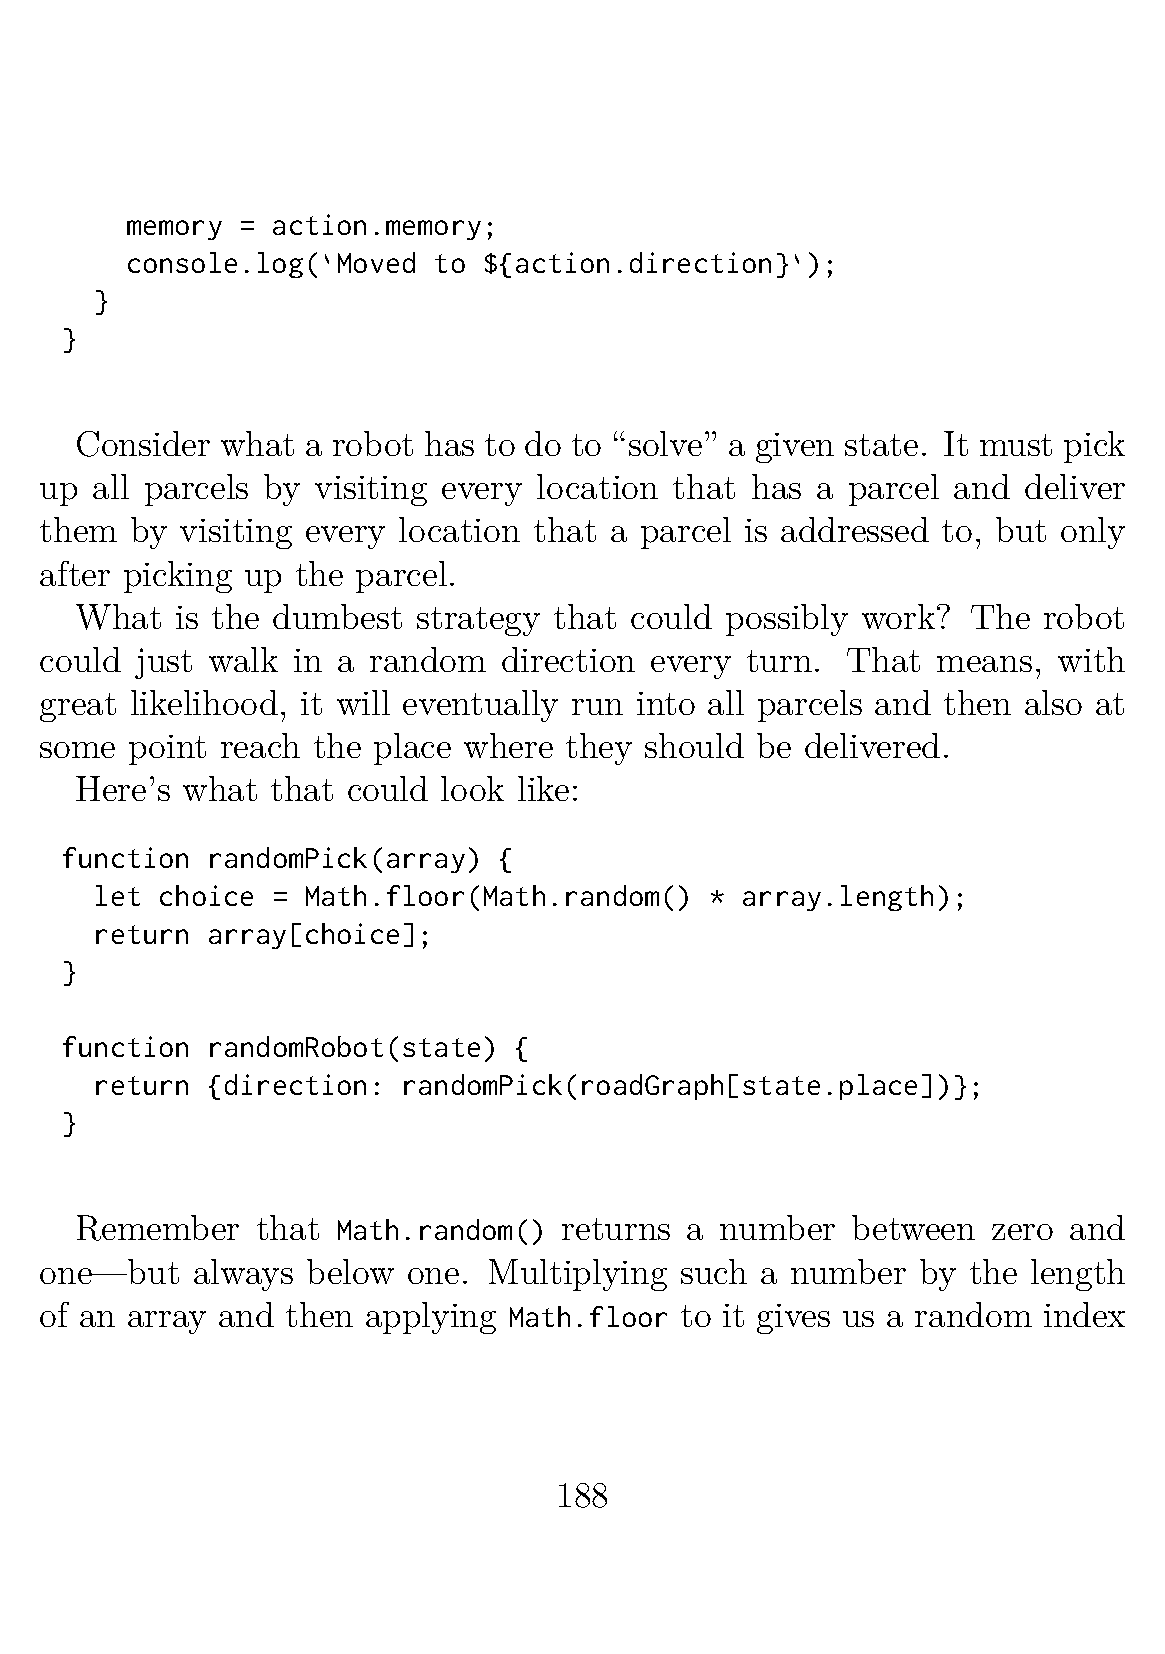 memory = action.memory;
    console.log(`Moved to ${action.direction}`);
  }
}
Consider what a robot has to do to “solve” a given state. It must pick
up all parcels by visiting every location that has a parcel and deliver
them by visiting every location that a parcel is addressed to, but only
after picking up the parcel.
What is the dumbest strategy that could possibly work? The robot
could just walk in a random direction every turn. That means, with
great likelihood, it will eventually run into all parcels and then also at
some point reach the place where they should be delivered.
Here’s what that could look like:
function randomPick(array) {
  let choice = Math.floor(Math.random() * array.length);
  return array[choice];
}
function randomRobot(state) {
  return {direction: randomPick(roadGraph[state.place])};
}
Remember that Math.random() returns a number between zero and
one—but always below one. Multiplying such a number by the length
of an array and then applying Math.floor to it gives us a random index
188